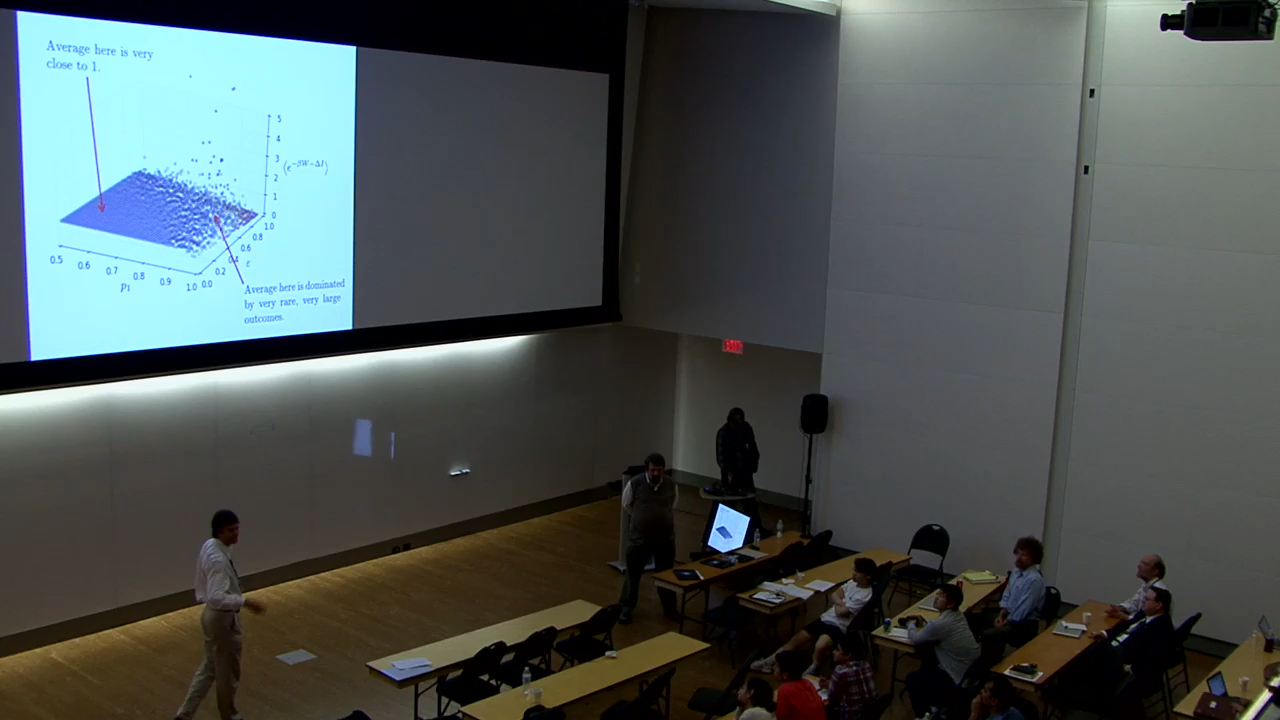 Average here is very
close to 1.
5
4
⟨e^{-βW-ΔI}⟩
3
2
1
0
1.0
0.8
0.6
0.4
ε
0.2
0.0
0.5
0.6
0.7
0.8
0.9
1.0
p₁
Average here is dominated
by very rare, very large
outcomes.
EXIT